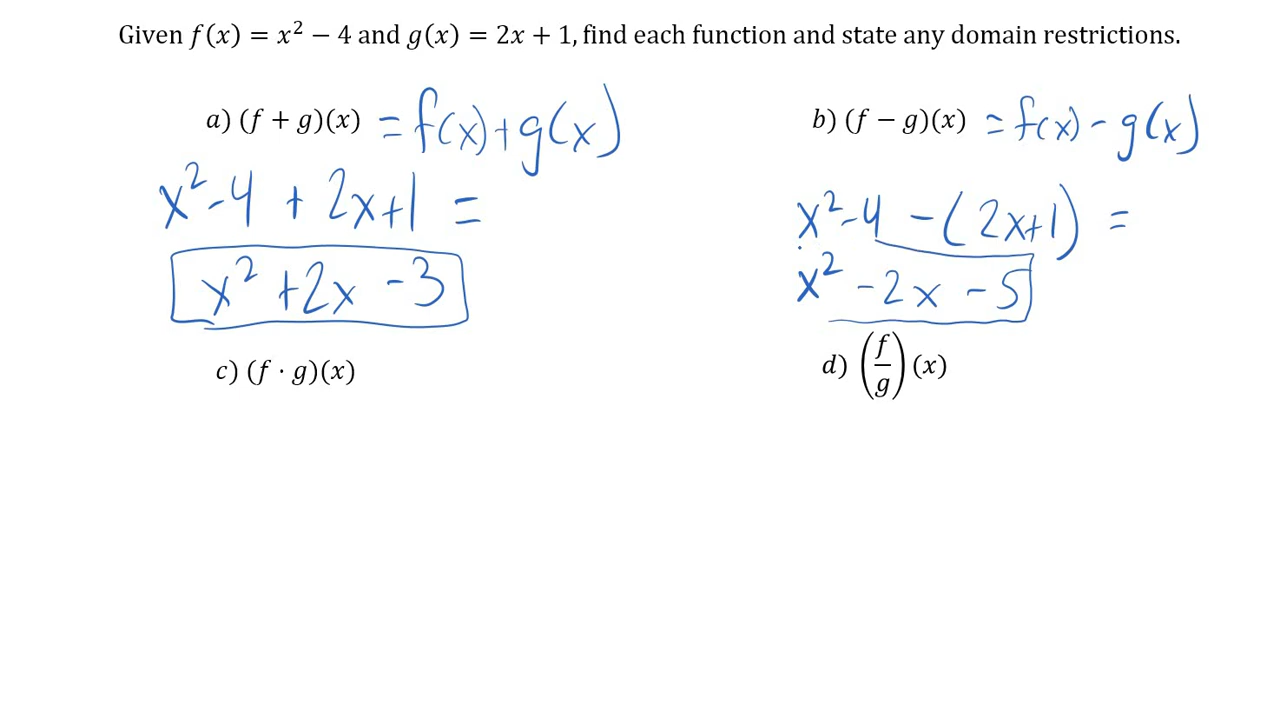 Given f(x) = x² − 4 and g(x) = 2x + 1, find each function and state any domain restrictions.
a) (f + g)(x) = f(x)+g(x)
x²-4 + 2x+1 =
x² +2x -3
b) (f − g)(x) = f(x) - g(x)
x²-4 -(2x+1) =
x² -2x -5
c) (f · g)(x)
d) (f/g)(x)